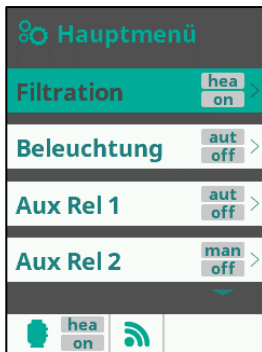 Hauptmenü
Filtration hea
on
Beleuchtung aut
off
Aux Rel 1 aut
off
Aux Rel 2 man
off
hea
on